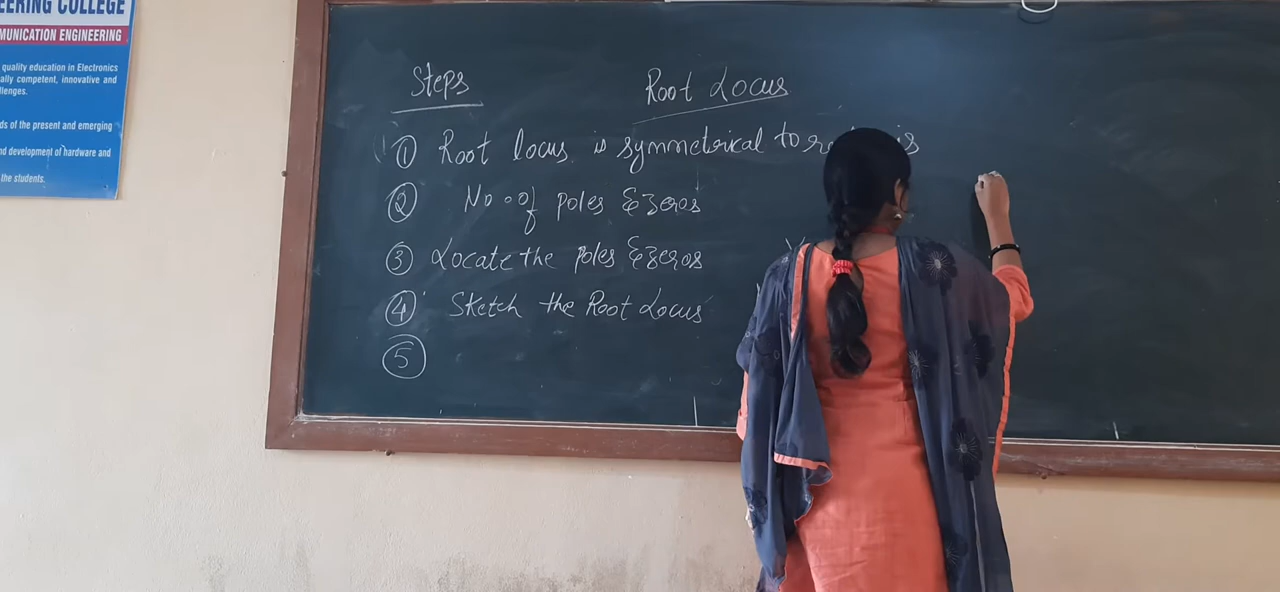 EERING COLLEGE
MUNICATION ENGINEERING
quality education in Electronics
ally competent, innovative and
llenges.
ds of the present and emerging
nd development of hardware and
the students.
Steps
Root Locus
① Root locus is symmetrical to
② No. of poles & zeros
③ Locate the poles & zeros
④ Sketch the Root Locus
⑤